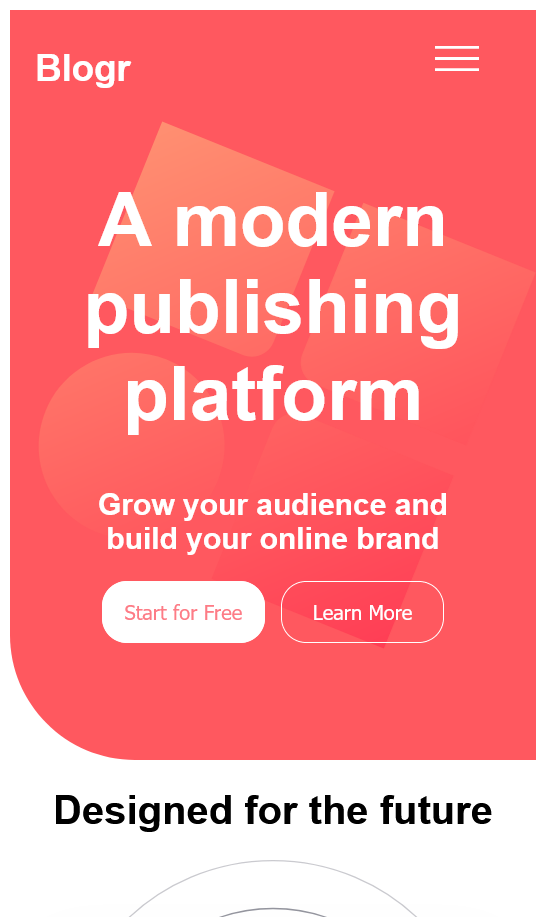 Blogr
A modern
publishing
platform
Grow your audience and
build your online brand
Start for Free
Learn More
Designed for the future